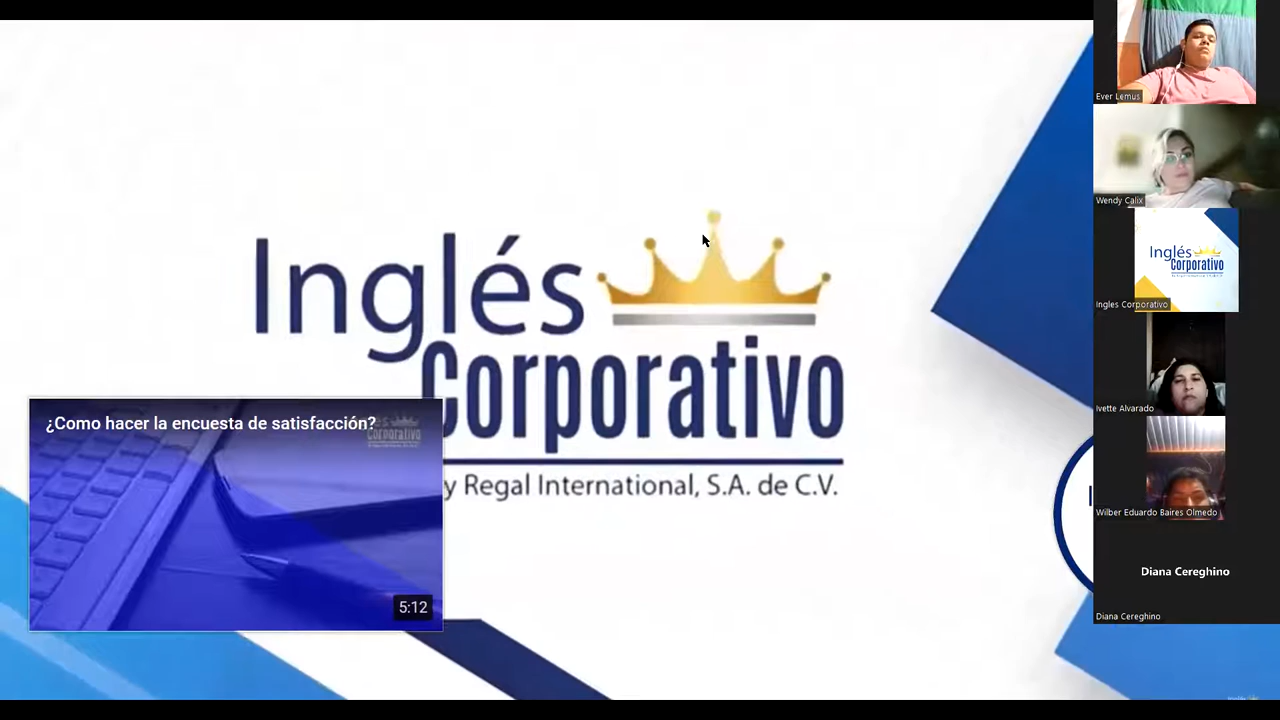 Inglés
Corporativo
y Regal International, S.A. de C.V.
¿Como hacer la encuesta de satisfacción?
Corporativo
5:12
Ever Lemus
Wendy Calix
Inglés
Corporativo
Ingles Corporativo
Ivette Alvarado
Wilber Eduardo Baires Olmedo
Diana Cereghino
Diana Cereghino